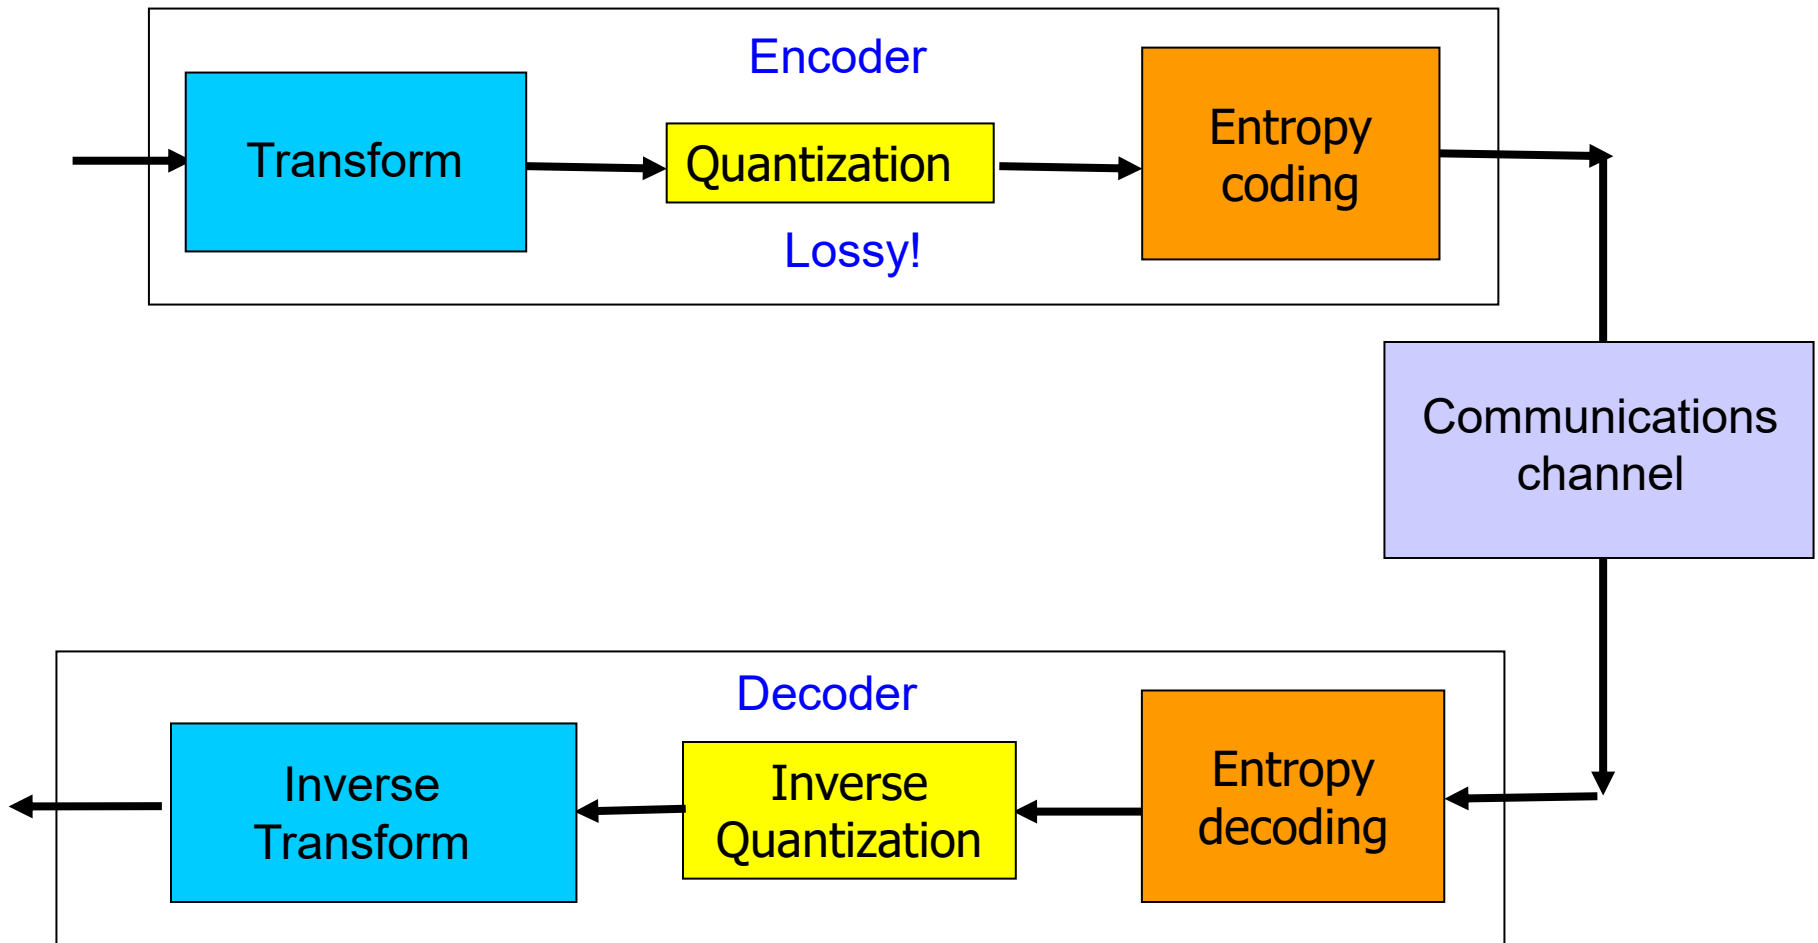 Encoder
Transform
Quantization
Entropy
coding
Lossy!
Communications
channel
Decoder
Inverse
Transform
Inverse
Quantization
Entropy
decoding